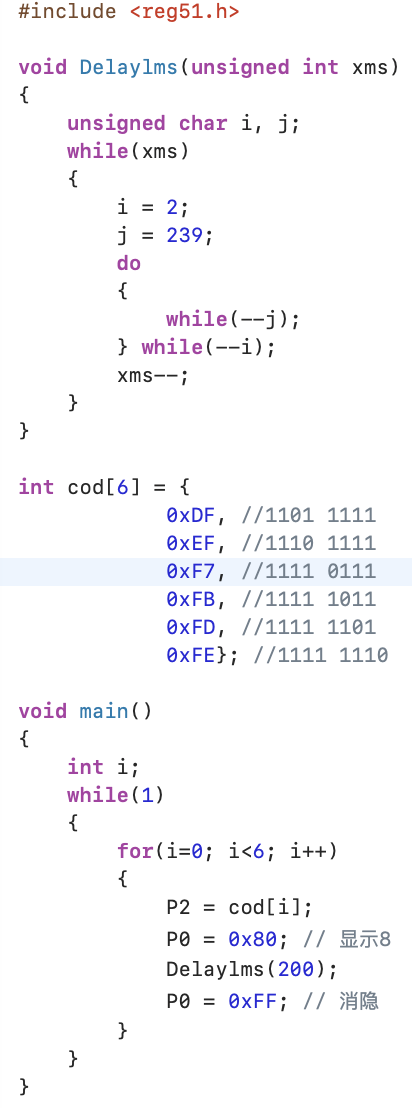 #include <reg51.h>
void Delaylms(unsigned int xms)
{
unsigned char i, j;
while(xms)
{
i = 2;
j = 239;
do
{
while(--j);
} while(--i);
xms--;
}
}
int cod[6] = {
0xDF, //1101 1111
0xEF, //1110 1111
0xF7, //1111 0111
0xFB, //1111 1011
0xFD, //1111 1101
0xFE}; //1111 1110
void main()
{
int i;
while(1)
{
for(i=0; i<6; i++)
{
P2 = cod[i];
P0 = 0x80; // 显示8
Delaylms(200);
P0 = 0xFF; // 消隐
}
}
}